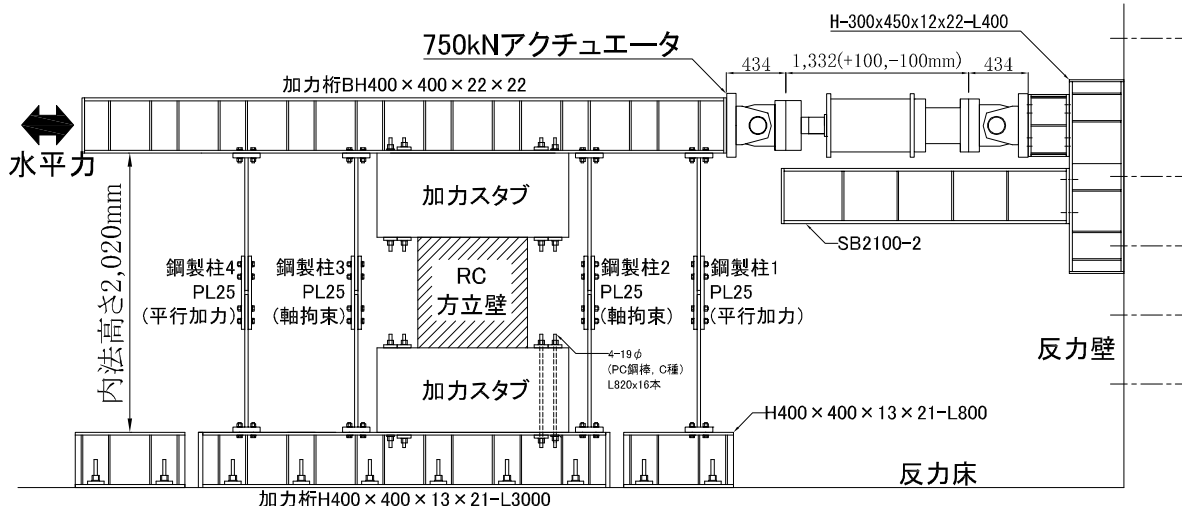 H-300x450x12x22-L400
750kNアクチュエータ
434
1,332(+100,-100mm)
434
加力桁BH400×400×22×22
水平力
加力スタブ
SB2100-2
内法高さ2,020mm
鋼製柱4
PL25
(平行加力)
鋼製柱3
PL25
(軸拘束)
RC
方立壁
鋼製柱2
PL25
(軸拘束)
鋼製柱1
PL25
(平行加力)
反力壁
4-19φ
(PC鋼棒, C種)
L820x16本
加力スタブ
H400×400×13×21-L800
反力床
加力桁H400×400×13×21-L3000